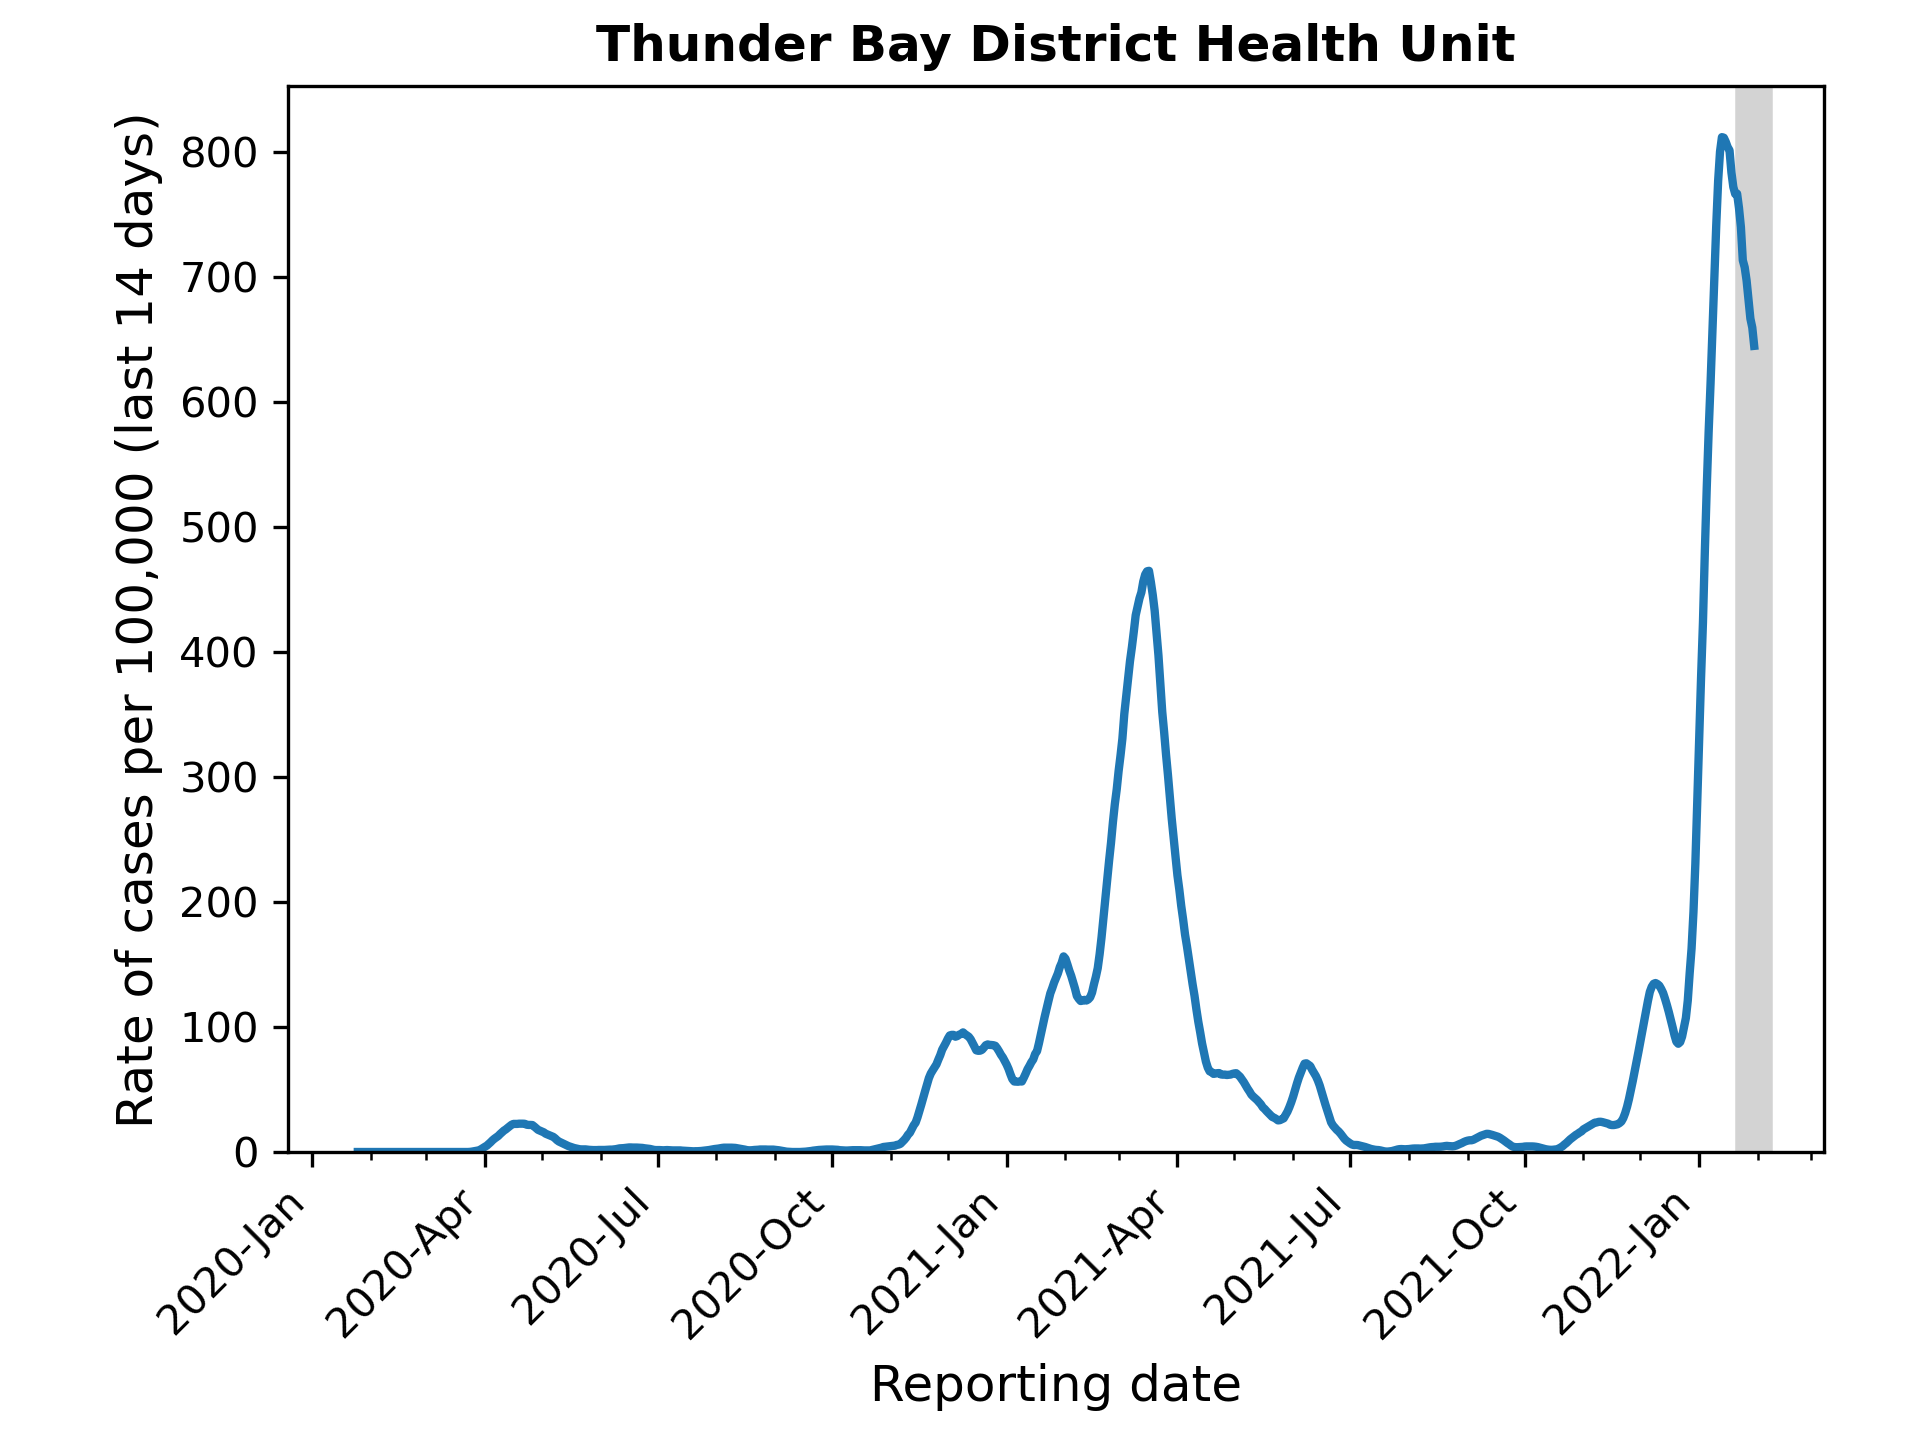 Thunder Bay District Health Unit
Rate of cases per 100,000 (last 14 days)
800
700
600
500
400
300
200
100
0
2020-Jan
2020-Apr
2020-Jul
2020-Oct
2021-Jan
2021-Apr
2021-Jul
2021-Oct
2022-Jan
Reporting date